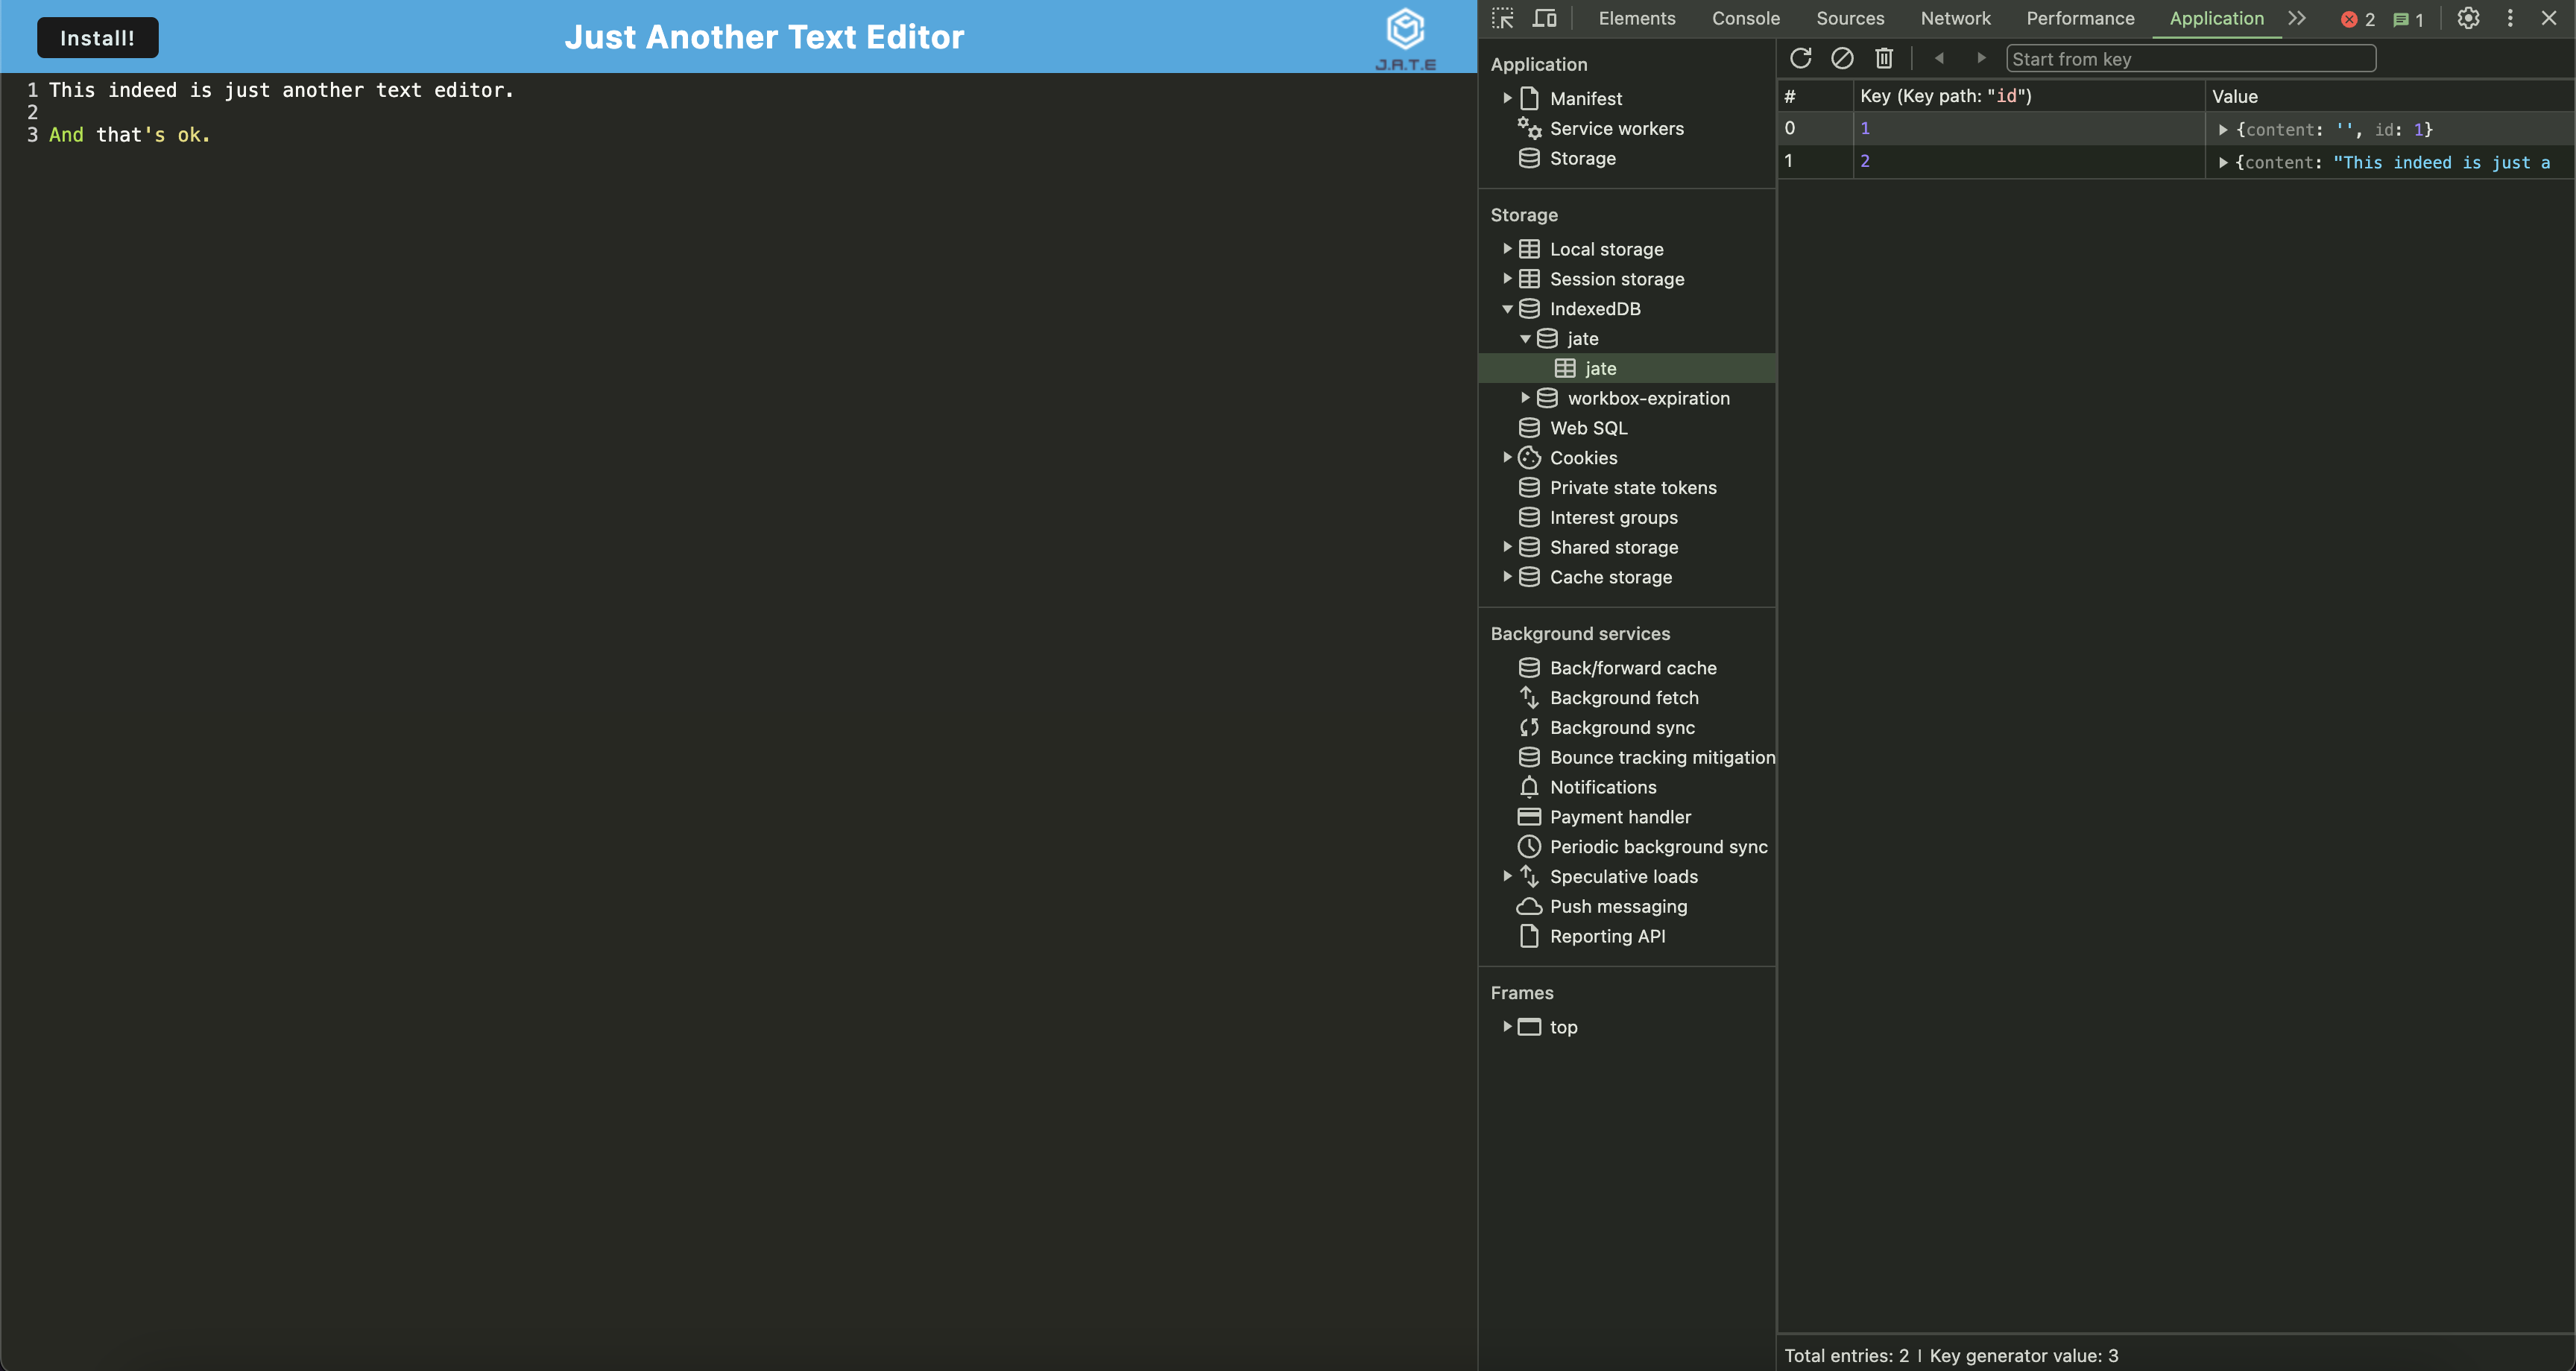 Install!
Just Another Text Editor
J.A.T.E
1 This indeed is just another text editor.
2
3 And that's ok.
Elements Console Sources Network Performance Application 2 1
Application
Manifest
Service workers
Storage
Storage
Local storage
Session storage
IndexedDB
jate
jate
workbox-expiration
Web SQL
Cookies
Private state tokens
Interest groups
Shared storage
Cache storage
Background services
Back/forward cache
Background fetch
Background sync
Bounce tracking mitigation
Notifications
Payment handler
Periodic background sync
Speculative loads
Push messaging
Reporting API
Frames
top
Start from key
# Key (Key path: "id") Value
0 1 {content: '', id: 1}
1 2 {content: "This indeed is just a
Total entries: 2 | Key generator value: 3